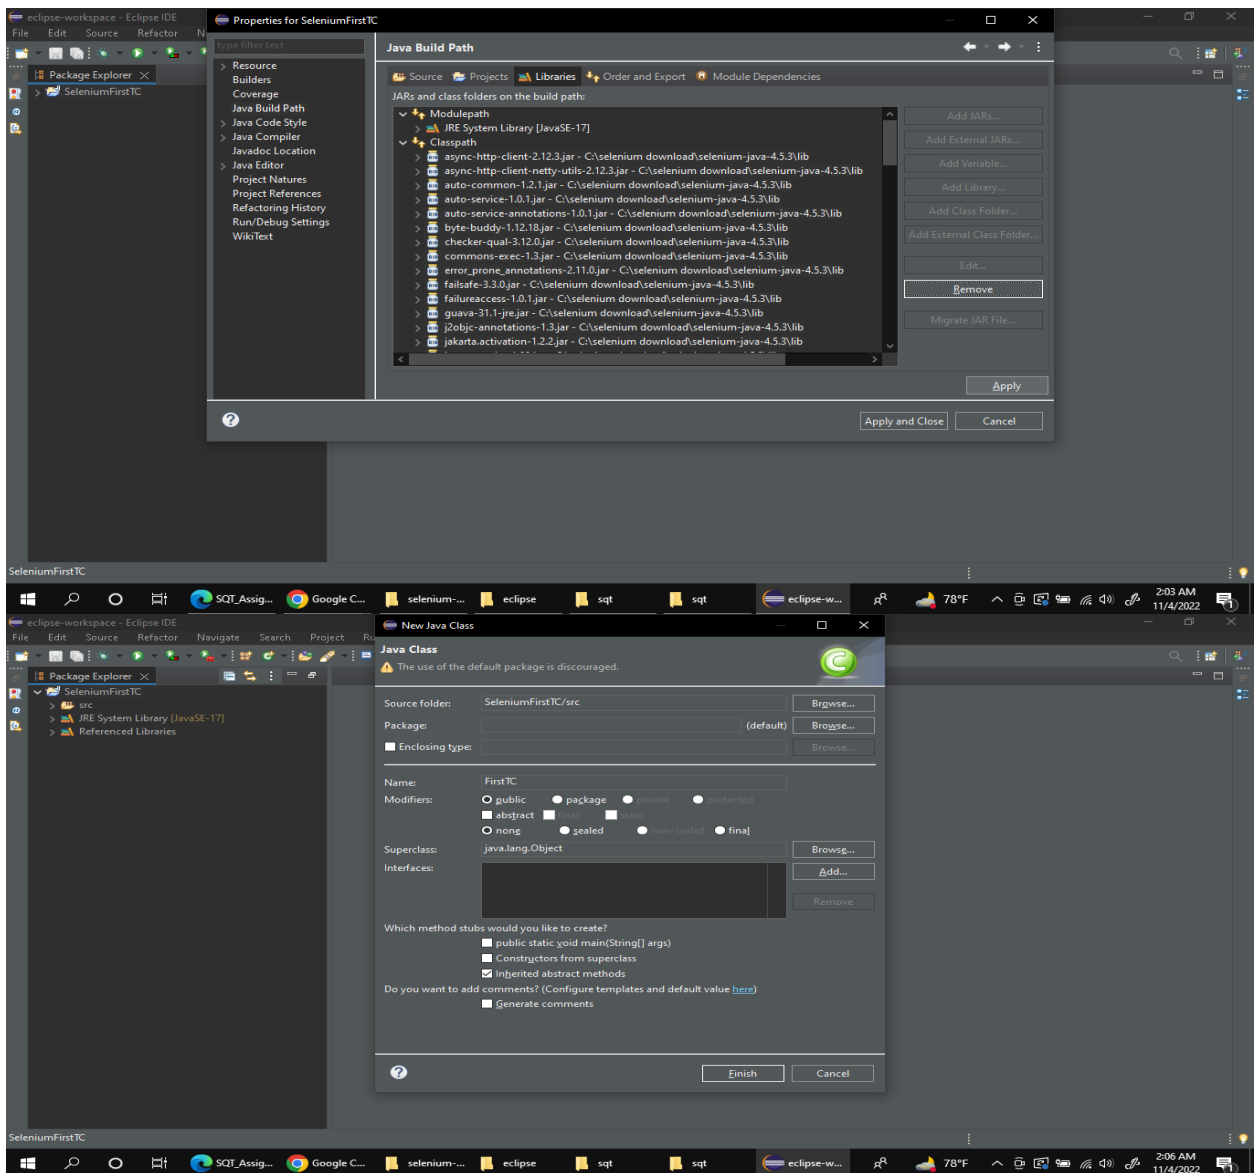 eclipse-workspace - Eclipse IDE
File Edit Source Refactor N
Properties for SeleniumFirstTC
type filter text
Java Build Path
Package Explorer
SeleniumFirstTC
Resource
Builders
Coverage
Java Build Path
Java Code Style
Java Compiler
Javadoc Location
Java Editor
Project Natures
Project References
Refactoring History
Run/Debug Settings
WikiText
Source Projects Libraries Order and Export Module Dependencies
JARs and class folders on the build path:
Modulepath
JRE System Library [JavaSE-17]
Classpath
async-http-client-2.12.3.jar - C:\selenium download\selenium-java-4.5.3\lib
async-http-client-netty-utils-2.12.3.jar - C:\selenium download\selenium-java-4.5.3\lib
auto-common-1.2.1.jar - C:\selenium download\selenium-java-4.5.3\lib
auto-service-1.0.1.jar - C:\selenium download\selenium-java-4.5.3\lib
auto-service-annotations-1.0.1.jar - C:\selenium download\selenium-java-4.5.3\lib
byte-buddy-1.12.18.jar - C:\selenium download\selenium-java-4.5.3\lib
checker-qual-3.12.0.jar - C:\selenium download\selenium-java-4.5.3\lib
commons-exec-1.3.jar - C:\selenium download\selenium-java-4.5.3\lib
error_prone_annotations-2.11.0.jar - C:\selenium download\selenium-java-4.5.3\lib
failsafe-3.3.0.jar - C:\selenium download\selenium-java-4.5.3\lib
failureaccess-1.0.1.jar - C:\selenium download\selenium-java-4.5.3\lib
guava-31.1-jre.jar - C:\selenium download\selenium-java-4.5.3\lib
j2objc-annotations-1.3.jar - C:\selenium download\selenium-java-4.5.3\lib
jakarta.activation-1.2.2.jar - C:\selenium download\selenium-java-4.5.3\lib
Add JARs...
Add External JARs...
Add Variable...
Add Library...
Add Class Folder...
Add External Class Folder...
Edit...
Remove
Migrate JAR File...
Apply
Apply and Close Cancel
SeleniumFirstTC
SQT_Assig... Google C... selenium-... eclipse sqt sqt eclipse-w... 78°F 2:03 AM
11/4/2022
eclipse-workspace - Eclipse IDE
File Edit Source Refactor Navigate Search Project Ru
Package Explorer
SeleniumFirstTC
src
JRE System Library [JavaSE-17]
Referenced Libraries
New Java Class
Java Class
The use of the default package is discouraged.
Source folder: SeleniumFirstTC/src Browse...
Package: (default) Browse...
Enclosing type: Browse...
Name: FirstTC
Modifiers: public package private protected
abstract final static
none sealed non-sealed final
Superclass: java.lang.Object Browse...
Interfaces: Add...
Remove
Which method stubs would you like to create?
public static void main(String[] args)
Constructors from superclass
Inherited abstract methods
Do you want to add comments? (Configure templates and default value here)
Generate comments
Finish Cancel
SeleniumFirstTC
SQT_Assig... Google C... selenium-... eclipse sqt sqt eclipse-w... 78°F 2:06 AM
11/4/2022